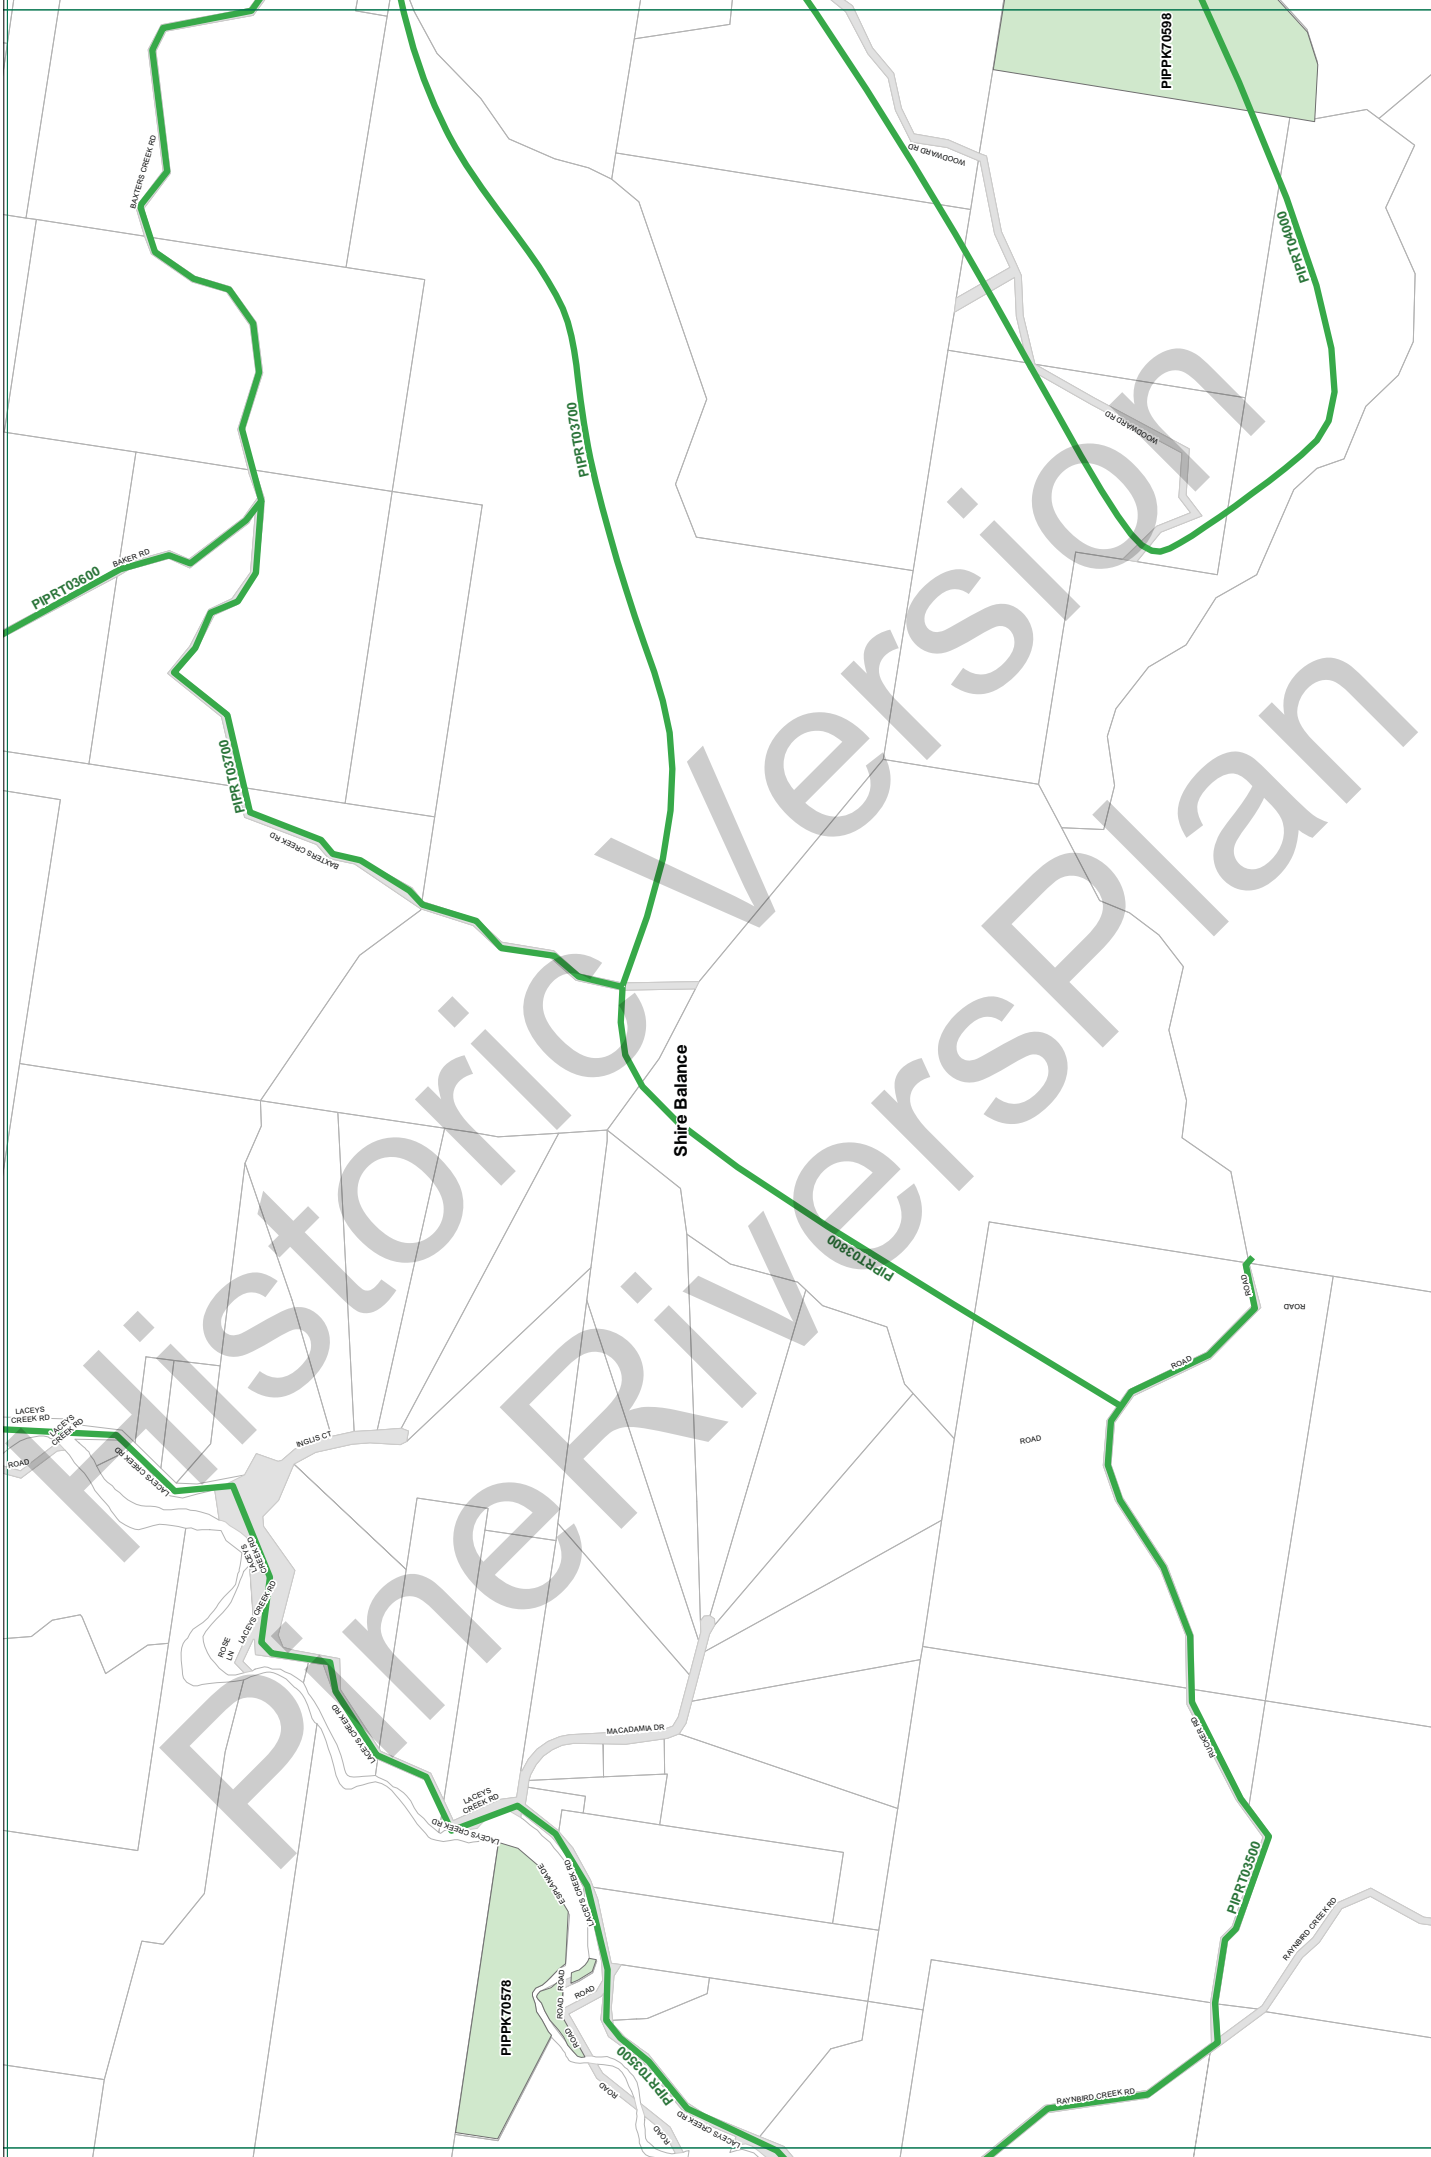 PIPPK70598
BAXTERS CREEK RD
WOODWARD RD
PIPRT04000
PIPRT03700
WOODWARD RD
BAKER RD
PIPRT03600
PIPRT03700
BAXTERS CREEK RD
Historic Version
PineRiversPlan
Shire Balance
PIPRT03800
ROAD
ROAD
ROAD
LACEYS
CREEK RD
LACEYS
CREEK RD
ROAD
LACEYS CREEK RD
INGLIS CT
ROAD
LACEYS
CREEK RD
LACEYS CREEK RD
ROSE
LN
LACEYS CREEK RD
MACADAMIA DR
RUCKER RD
LACEYS
CREEK RD
LACEYS CREEK RD
ESPLANADE
LACEYS CREEK RD
PIPRT03500
RAYNBIRD CREEK RD
PIPPK70578
ROAD
ROAD
ROAD
ROAD
PIPRT03500
ROAD
RAYNBIRD CREEK RD
LACEYS CREEK RD
ROAD